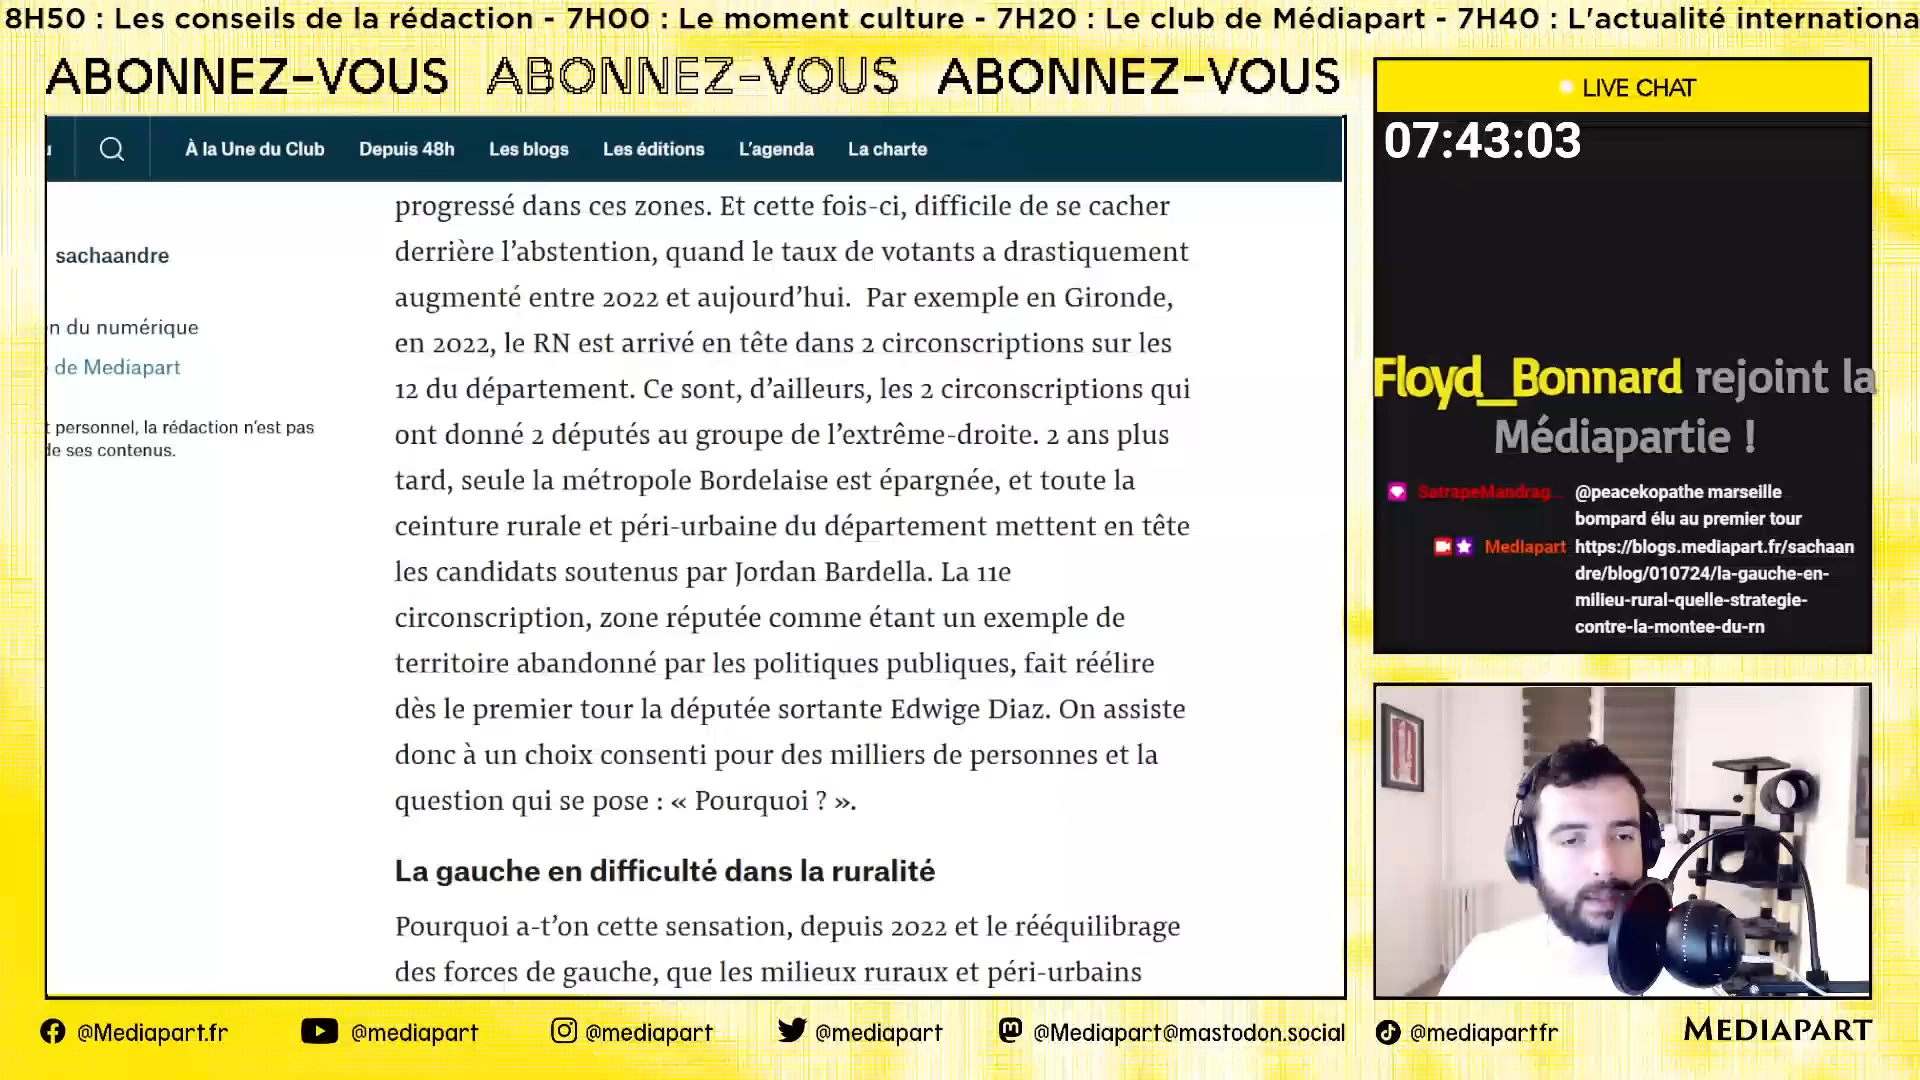 8H50 : Les conseils de la rédaction - 7H00 : Le moment culture - 7H20 : Le club de Médiapart - 7H40 : L'actualité internationa
ABONNEZ-VOUS ABONNEZ-VOUS ABONNEZ-VOUS
À la Une du Club Depuis 48h Les blogs Les éditions L'agenda La charte
sachaandre
n du numérique
de Mediapart
personnel, la rédaction n'est pas
de ses contenus.
progressé dans ces zones. Et cette fois-ci, difficile de se cacher
derrière l'abstention, quand le taux de votants a drastiquement
augmenté entre 2022 et aujourd'hui. Par exemple en Gironde,
en 2022, le RN est arrivé en tête dans 2 circonscriptions sur les
12 du département. Ce sont, d'ailleurs, les 2 circonscriptions qui
ont donné 2 députés au groupe de l'extrême-droite. 2 ans plus
tard, seule la métropole Bordelaise est épargnée, et toute la
ceinture rurale et péri-urbaine du département mettent en tête
les candidats soutenus par Jordan Bardella. La 11e
circonscription, zone réputée comme étant un exemple de
territoire abandonné par les politiques publiques, fait réélire
dès le premier tour la députée sortante Edwige Diaz. On assiste
donc à un choix consenti pour des milliers de personnes et la
question qui se pose : « Pourquoi ? ».
La gauche en difficulté dans la ruralité
Pourquoi a-t'on cette sensation, depuis 2022 et le rééquilibrage
des forces de gauche, que les milieux ruraux et péri-urbains
LIVE CHAT
07:43:03
Floyd_Bonnard rejoint la
Médiapartie !
SatrapeMandrag... @peacekopathe marseille
bompard élu au premier tour
Mediapart https://blogs.mediapart.fr/sachaan
dre/blog/010724/la-gauche-en-
milieu-rural-quelle-strategie-
contre-la-montee-du-rn
@Mediapart.fr @mediapart @mediapart @mediapart @Mediapart@mastodon.social @mediapartfr MEDIAPART